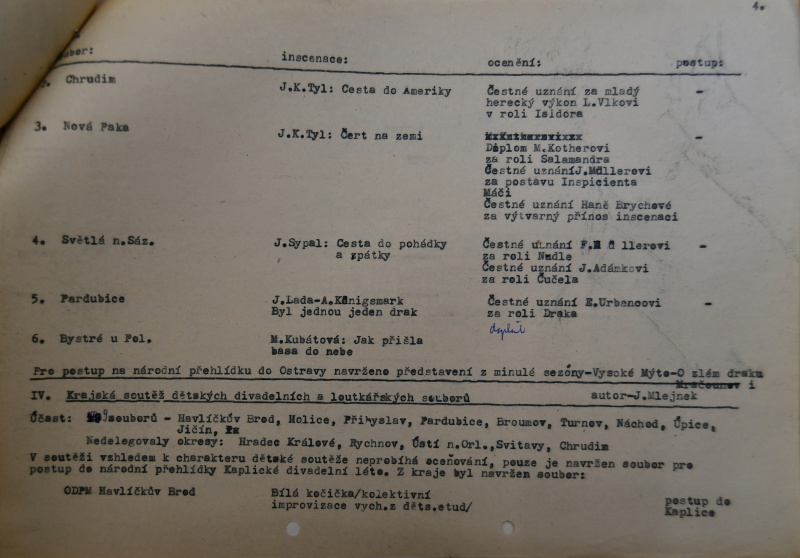 4.
inscenace: ocenění: postup:
Chrudim J.K.Tyl: Cesta do Ameriky Čestné uznání za mladý -
herecký výkon L.Vlkovi
v roli Isidora
3. Nová Paka J.K.Tyl: Čert na zemi -
Diplom M.Kotherovi
za roli Salamandra
Čestné uznáníJ.Müllerovi
za postavu Inspicienta
Máči
Čestné uznání Haně Brychové
za výtvarný přínos inscenaci
4. Světlá n.Sáz. J.Sypal: Cesta do pohádky Čestné uznání F.M ü llerovi -
a zpátky za roli Nudle
Čestné uznání J.Adámkovi
za roli Čučela
5. Pardubice J.Lada-A.Königsmark Čestné uznání E.Urbancovi -
Byl jednou jeden drak za roli Draka
6. Bystré u Pol. M.Kubátová: Jak přišla
basa do nebe
Pro postup na národní přehlídku do Ostravy navrženo představení z minulé sezóny-Vysoké Mýto-O zlém draku
Mračounovi
IV. Krajská soutěž dětských divadelních a loutkářských souborů autor-J.Mlejnek
Účast: 9 souborů - Havlíčkův Brod, Holice, Přibyslav, Pardubice, Broumov, Turnov, Náchod, Úpice,
Jičín,
Nedelegovaly okresy: Hradec Králové, Rychnov, Ústí n.Orl.,Svitavy, Chrudim
V soutěži vzhledem k charakteru dětské soutěže neprobíhá oceňování, pouze je navržen soubor pro
postup do národní přehlídky Kaplické divadelní léto. Z kraje byl navržen soubor:
ODPM Havlíčkův Brod Bílá kočička/kolektivní postup do
improvizace vych.z děts.etud/ Kaplice